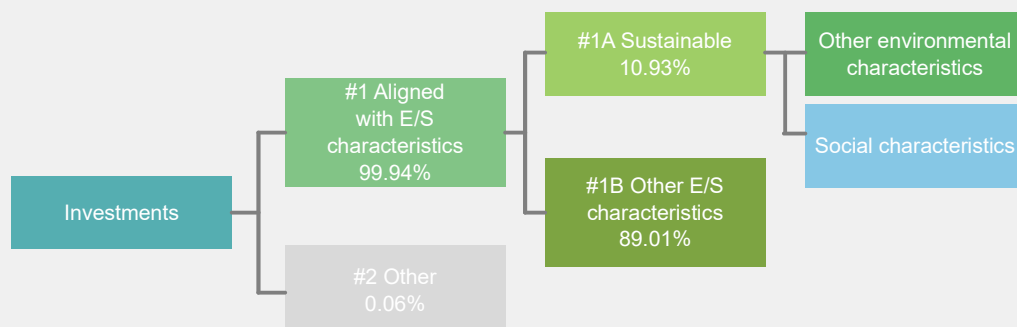 Investments
#1 Aligned
with E/S
characteristics
99.94%
#2 Other
0.06%
#1A Sustainable
10.93%
#1B Other E/S
characteristics
89.01%
Other environmental
characteristics
Social characteristics